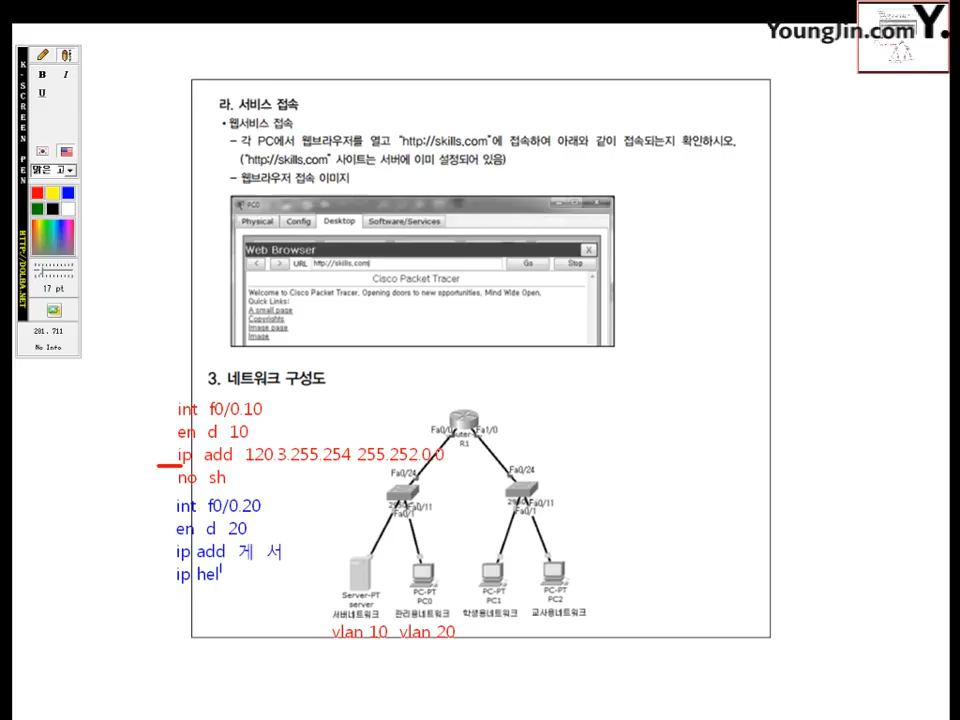 YoungJin.com Y.
K-SCREEN PEN
HTTP://DOLBA.NET
B I
U
맑은 고
17 pt
281, 711
No Info
라. 서비스 접속
• 웹서비스 접속
– 각 PC에서 웹브라우저를 열고 "http://skills.com"에 접속하여 아래와 같이 접속되는지 확인하시오.
("http://skills.com" 사이트는 서버에 이미 설정되어 있음)
– 웹브라우저 접속 이미지
PC0
Physical Config Desktop Software/Services
Web Browser X
< > URL http://skills.com Go Stop
Cisco Packet Tracer
Welcome to Cisco Packet Tracer. Opening doors to new opportunities. Mind Wide Open.
Quick Links:
A small page
Copyrights
Image page
Image
3. 네트워크 구성도
int f0/0.10
en d 10
ip add 120.3.255.254 255.252.0.0
no sh
int f0/0.20
en d 20
ip add 게 서
ip hel
Fa0/0 Fa1/0
R1
Fa0/24 Fa0/24
Fa0/11 Fa0/11
Fa0/1 Fa0/1
Server-PT PC-PT PC-PT PC-PT
server PC0 PC1 PC2
서버네트워크 관리용네트워크 학생용네트워크 교사용네트워크
vlan 10 vlan 20